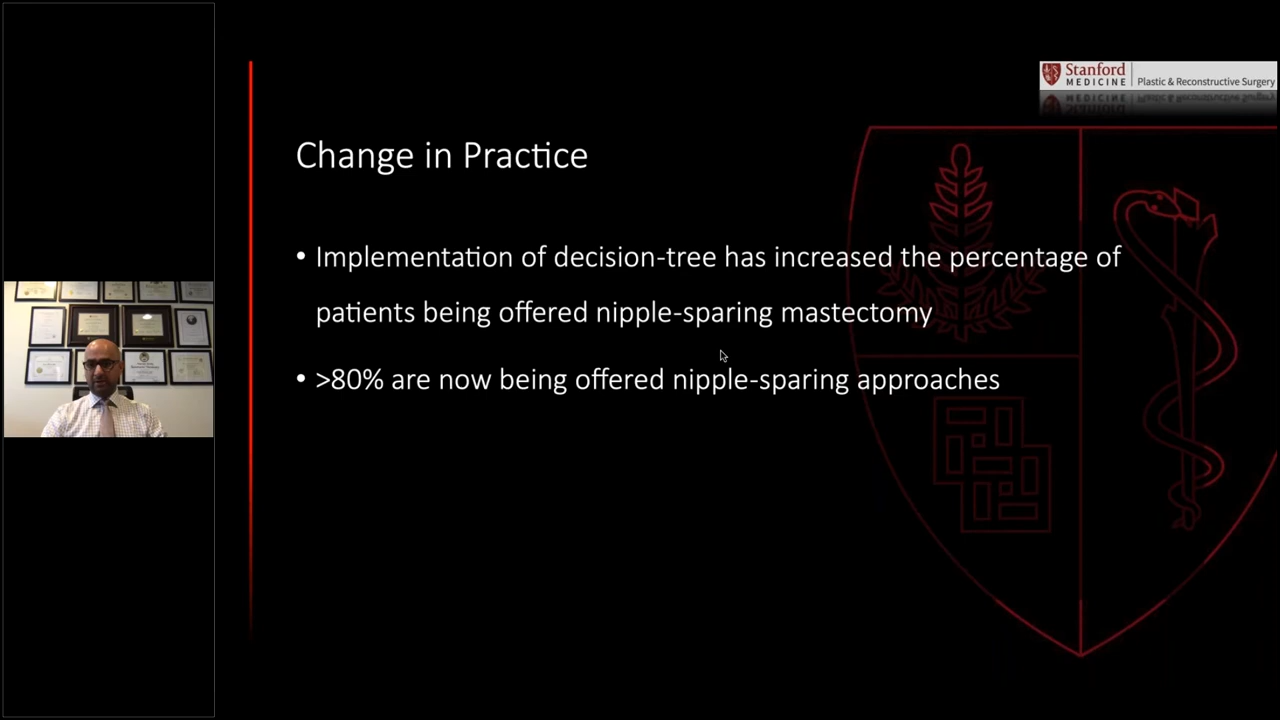 Stanford
MEDICINE
Plastic & Reconstructive Surgery
Change in Practice
• Implementation of decision-tree has increased the percentage of
patients being offered nipple-sparing mastectomy
• >80% are now being offered nipple-sparing approaches